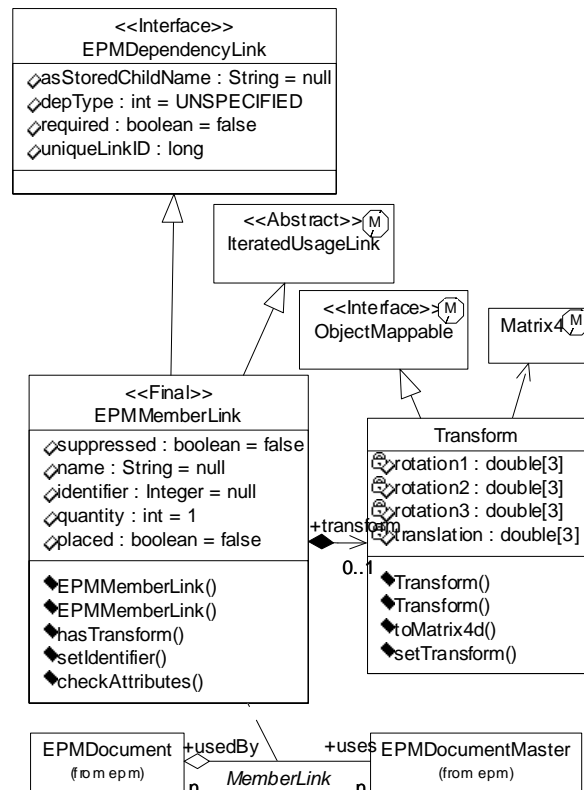 <<Interface>>
EPMDependencyLink
asStoredChildName : String = null
depType : int = UNSPECIFIED
required : boolean = false
uniqueLinkID : long
<<Abstract>>
M
IteratedUsageLink
<<Interface>>
M
ObjectMappable
Matrix4
M
<<Final>>
EPMMemberLink
suppressed : boolean = false
name : String = null
identifier : Integer = null
quantity : int = 1
placed : boolean = false
EPMMemberLink()
EPMMemberLink()
hasTransform()
setIdentifier()
checkAttributes()
+transform
0..1
Transform
rotation1 : double[3]
rotation2 : double[3]
rotation3 : double[3]
translation : double[3]
Transform()
Transform()
toMatrix4d()
setTransform()
EPMDocument
(from epm)
+usedBy
n
MemberLink
+uses
n
EPMDocumentMaster
(from epm)